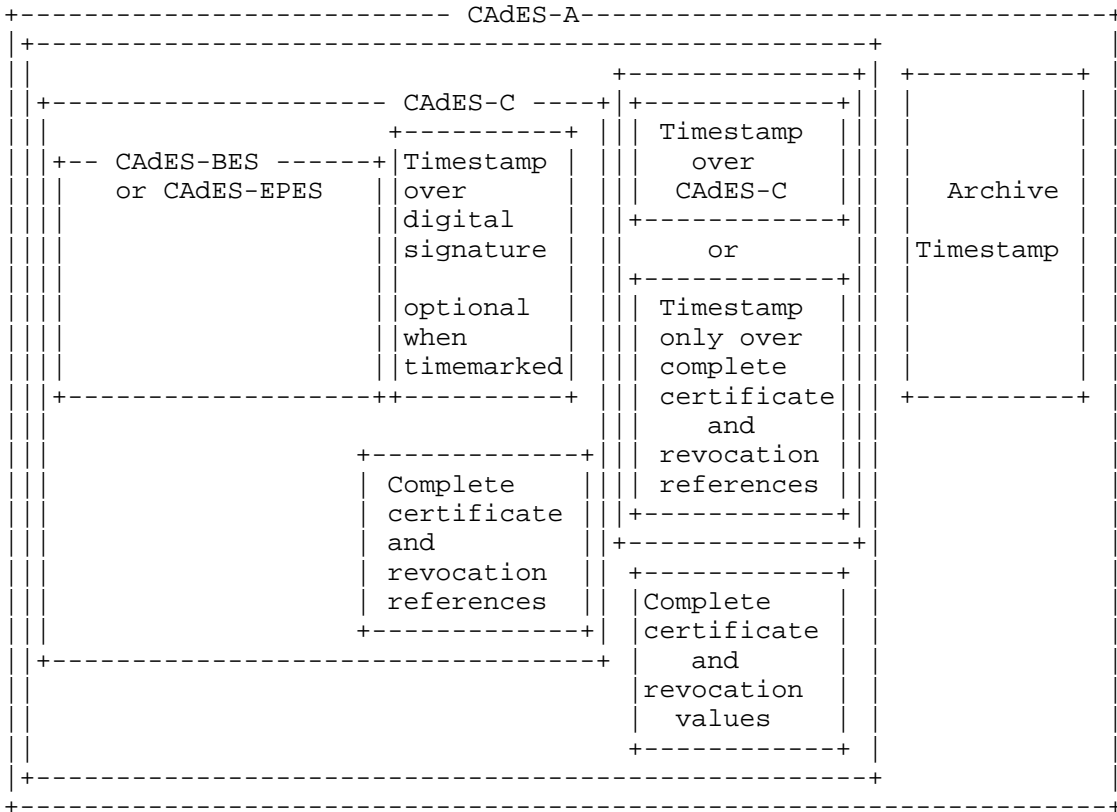 CAdES-A
CAdES-C
Timestamp
over
CAdES-C
or
Timestamp
only over
complete
certificate
and
revocation
references
CAdES-BES
or CAdES-EPES
Timestamp
over
digital
signature
optional
when
timemarked
Archive
Timestamp
Complete
certificate
and
revocation
references
Complete
certificate
and
revocation
values